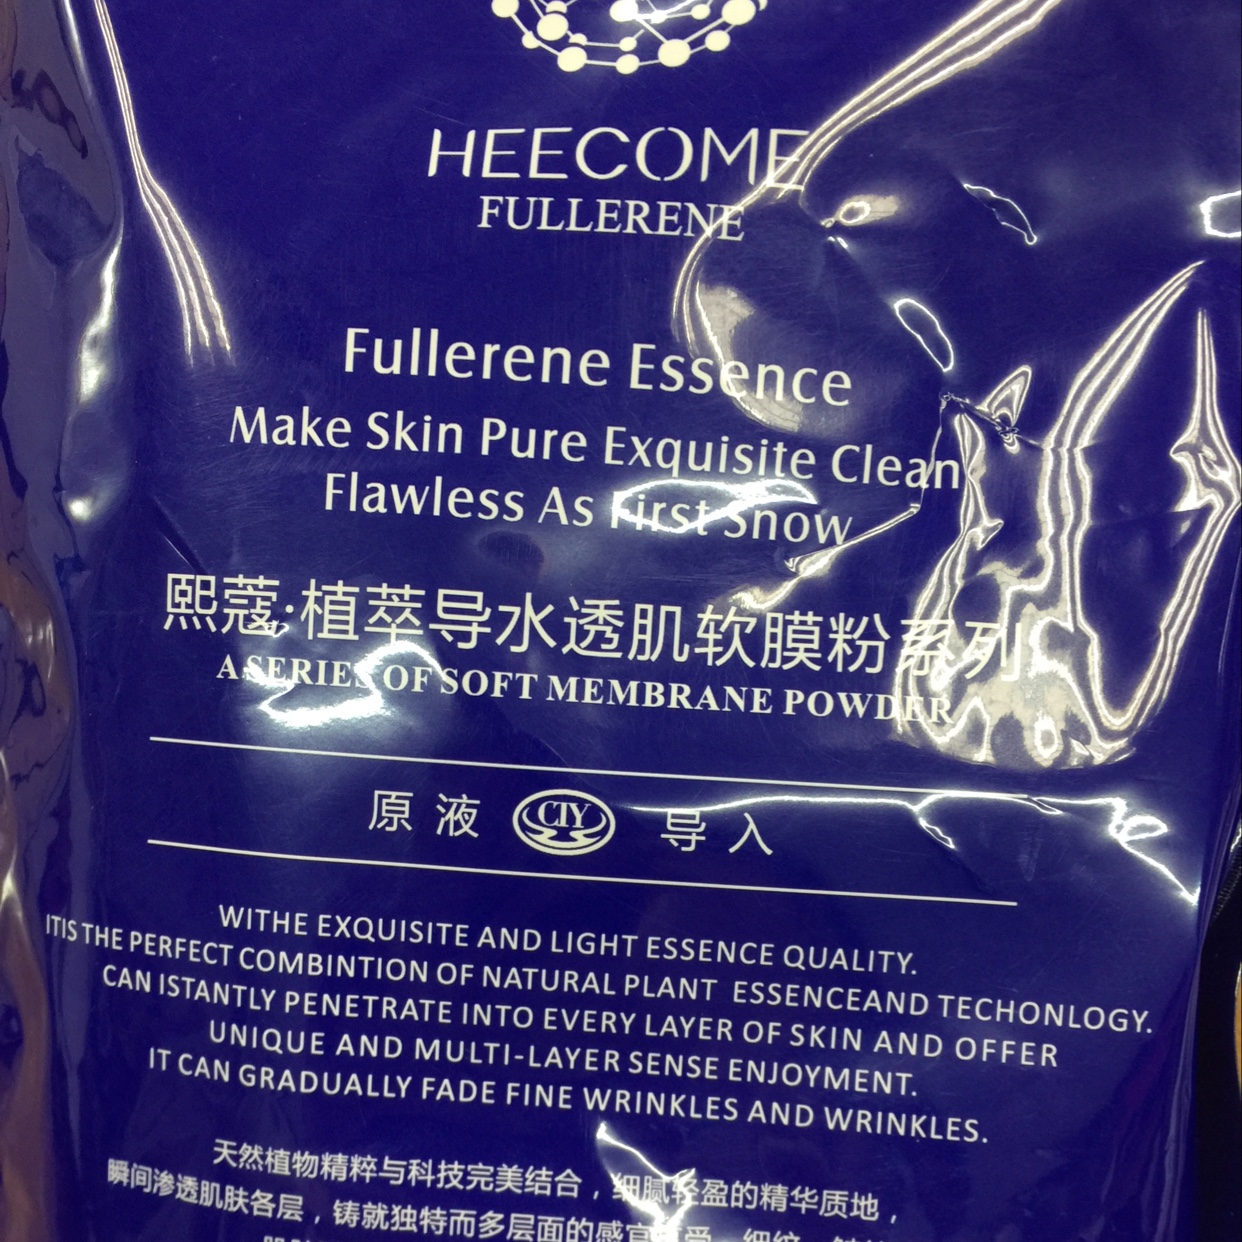 HEECOME
FULLERENE
Fullerene Essence
Make Skin Pure Exquisite Clean
Flawless As First Snow
熙蔻·植萃导水透肌软膜粉系列
A SERIES OF SOFT MEMBRANE POWDER
原液 CTY 导入
WITHE EXQUISITE AND LIGHT ESSENCE QUALITY.
ITIS THE PERFECT COMBINTION OF NATURAL PLANT ESSENCEAND TECHONLOGY.
CAN ISTANTLY PENETRATE INTO EVERY LAYER OF SKIN AND OFFER
UNIQUE AND MULTI-LAYER SENSE ENJOYMENT.
IT CAN GRADUALLY FADE FINE WRINKLES AND WRINKLES.
天然植物精粹与科技完美结合，细腻轻盈的精华质地，
瞬间渗透肌肤各层，铸就独特而多层面的感官